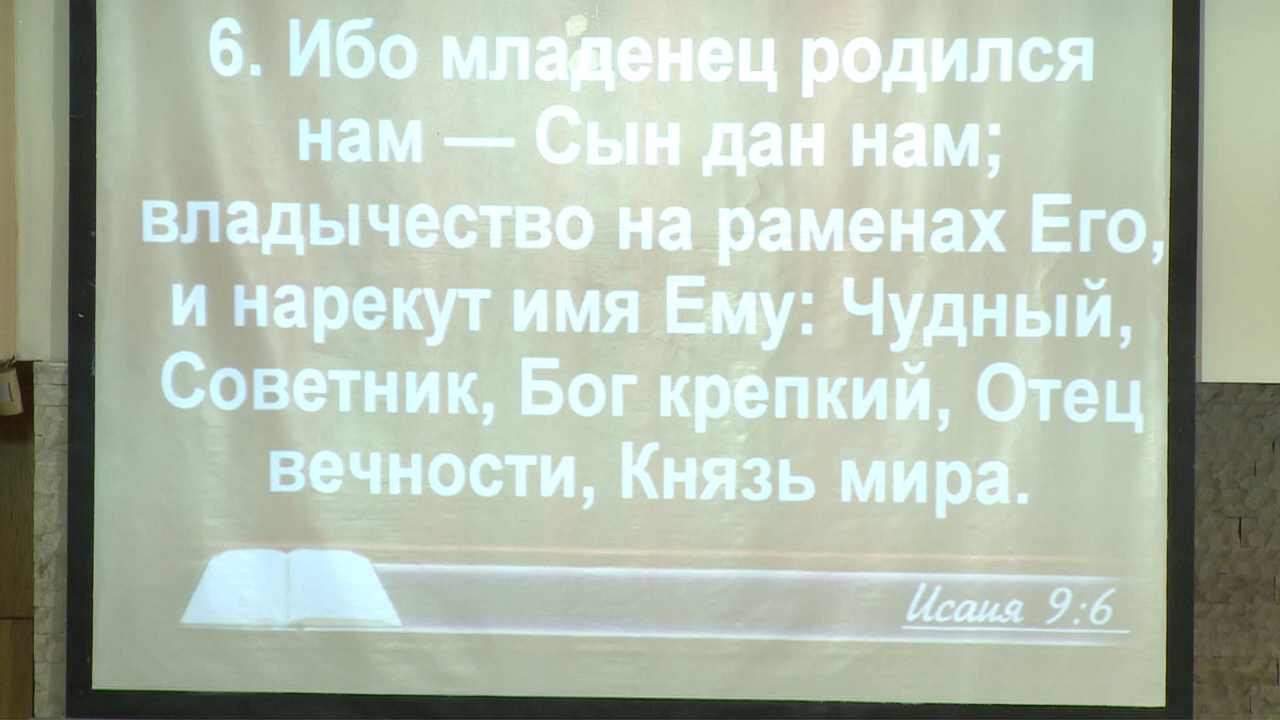 6. Ибо младенец родился
нам — Сын дан нам;
владычество на раменах Его,
и нарекут имя Ему: Чудный,
Советник, Бог крепкий, Отец
вечности, Князь мира.
Исаия 9:6